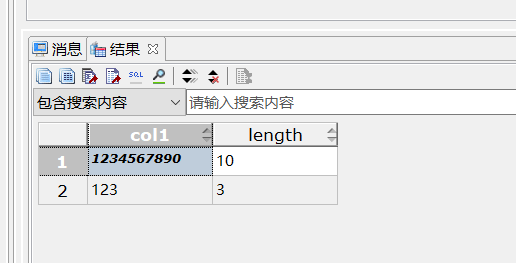 消息 结果
SQL
包含搜索内容 请输入搜索内容
col1 length
1 1234567890 10
2 123 3